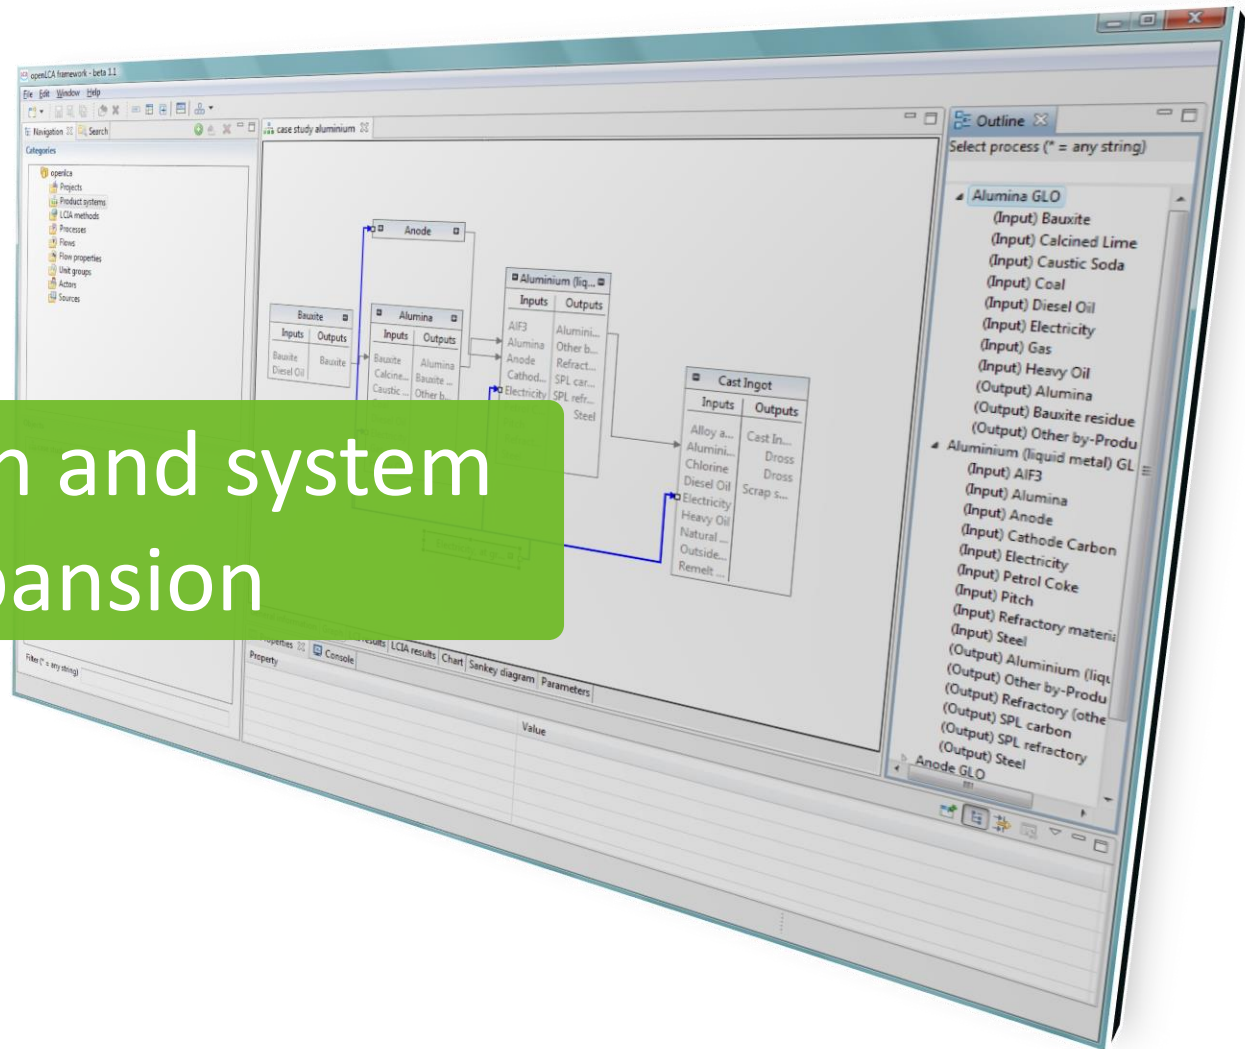 openLCA framework - beta 1.1
File Edit Window Help
Navigation
Search
Categories
openlca
Projects
Product systems
LCIA methods
Processes
Flows
Flow properties
Unit groups
Actors
Sources
Filter (* = any string)
case study aluminium
Anode
Bauxite
Inputs Outputs
Bauxite Bauxite
Diesel Oil
Alumina
Inputs Outputs
Bauxite Alumina
Calcine... Bauxite ...
Caustic ... Other b...
Aluminium (liq...
Inputs Outputs
AlF3 Alumini...
Alumina Other b...
Anode Refract...
Cathod... SPL car...
Electricity SPL refr...
Steel
Cast Ingot
Inputs Outputs
Alloy a... Cast In...
Alumini... Dross
Chlorine Dross
Diesel Oil Scrap s...
Electricity
Heavy Oil
Natural ...
Outside...
Remelt ...
n and system
pansion
LCIA results Chart Sankey diagram Parameters
Properties
Console
Property
Value
Outline
Select process (* = any string)
Alumina GLO
(Input) Bauxite
(Input) Calcined Lime
(Input) Caustic Soda
(Input) Coal
(Input) Diesel Oil
(Input) Electricity
(Input) Gas
(Input) Heavy Oil
(Output) Alumina
(Output) Bauxite residue
(Output) Other by-Produ
Aluminium (liquid metal) GL
(Input) AlF3
(Input) Alumina
(Input) Anode
(Input) Cathode Carbon
(Input) Electricity
(Input) Petrol Coke
(Input) Pitch
(Input) Refractory materia
(Input) Steel
(Output) Aluminium (liqu
(Output) Other by-Produ
(Output) Refractory (othe
(Output) SPL carbon
(Output) SPL refractory
(Output) Steel
Anode GLO